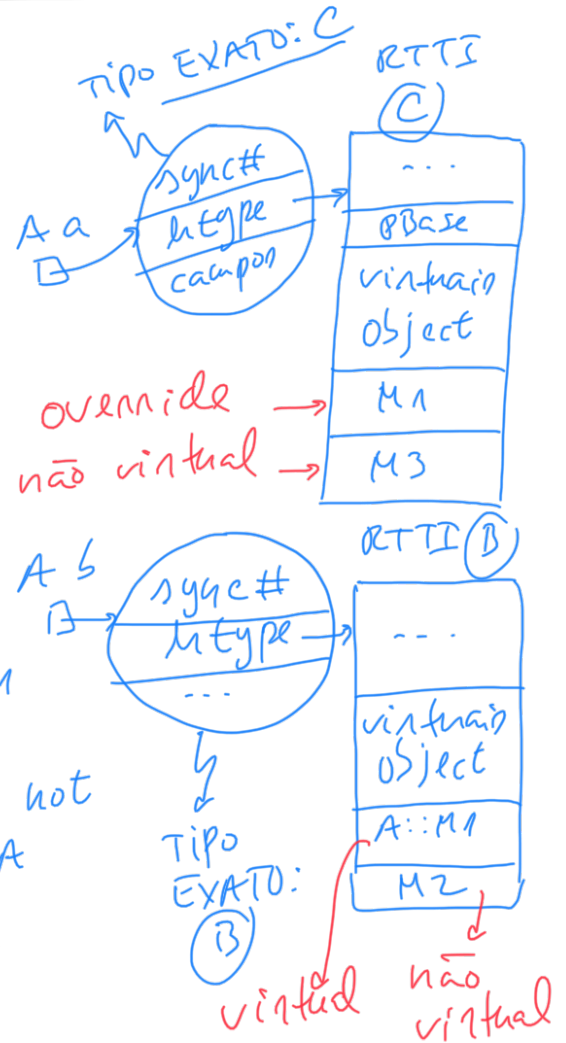 TIPO EXATO: C
RTTI
C
...
pBase
virtuais
object
M1
M3
sync#
htype
campos
A a
override
não virtual
RTTI B
A b
sync#
htype
...
....
virtuais
object
A::M1
M2
not
A
TIPO
EXATO:
B
virtual
não
virtual